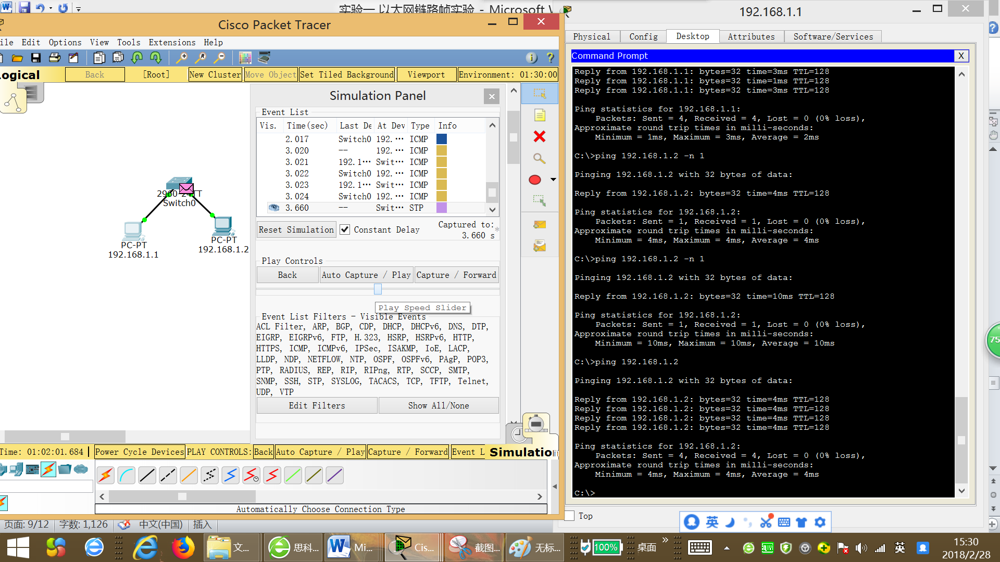 实验一 以太网链路帧实验 - Microsoft W
Cisco Packet Tracer
ile Edit Options View Tools Extensions Help
ogical
Back
[Root]
New Cluster
Move Object
Set Tiled Background
Viewport
Environment: 01:30:00
2960-24TT
Switch0
PC-PT
192.168.1.1
PC-PT
192.168.1.2
Simulation Panel
Event List
Vis. Time(sec) Last De At Dev Type Info
2.017 Switch0 192.… ICMP
3.020 -- 192.… ICMP
3.021 192.1… Swit… ICMP
3.022 Switch0 192.… ICMP
3.023 192.1… Swit… ICMP
3.024 Switch0 192.… ICMP
3.660 -- Swit… STP
Reset Simulation
Constant Delay
Captured to:
3.660 s
Play Controls
Back
Auto Capture / Play
Capture / Forward
Play Speed Slider
Event List Filters - Visible Events
ACL Filter, ARP, BGP, CDP, DHCP, DHCPv6, DNS, DTP,
EIGRP, EIGRPv6, FTP, H.323, HSRP, HSRPv6, HTTP,
HTTPS, ICMP, ICMPv6, IPSec, ISAKMP, IoE, LACP,
LLDP, NDP, NETFLOW, NTP, OSPF, OSPFv6, PAgP, POP3,
PTP, RADIUS, REP, RIP, RIPng, RTP, SCCP, SMTP,
SNMP, SSH, STP, SYSLOG, TACACS, TCP, TFTP, Telnet,
UDP, VTP
Edit Filters
Show All/None
Time: 01:02:01.684
Power Cycle Devices
PLAY CONTROLS:
Back
Auto Capture / Play
Capture / Forward
Event L
Simulation
Automatically Choose Connection Type
页面: 9/12 字数: 1,126 中文(中国) 插入
192.168.1.1
Physical Config Desktop Attributes Software/Services
Command Prompt
X
Reply from 192.168.1.1: bytes=32 time=3ms TTL=128
Reply from 192.168.1.1: bytes=32 time=1ms TTL=128
Reply from 192.168.1.1: bytes=32 time=3ms TTL=128
Ping statistics for 192.168.1.1:
Packets: Sent = 4, Received = 4, Lost = 0 (0% loss),
Approximate round trip times in milli-seconds:
Minimum = 1ms, Maximum = 3ms, Average = 2ms
C:\>ping 192.168.1.2 -n 1
Pinging 192.168.1.2 with 32 bytes of data:
Reply from 192.168.1.2: bytes=32 time=4ms TTL=128
Ping statistics for 192.168.1.2:
Packets: Sent = 1, Received = 1, Lost = 0 (0% loss),
Approximate round trip times in milli-seconds:
Minimum = 4ms, Maximum = 4ms, Average = 4ms
C:\>ping 192.168.1.2 -n 1
Pinging 192.168.1.2 with 32 bytes of data:
Reply from 192.168.1.2: bytes=32 time=10ms TTL=128
Ping statistics for 192.168.1.2:
Packets: Sent = 1, Received = 1, Lost = 0 (0% loss),
Approximate round trip times in milli-seconds:
Minimum = 10ms, Maximum = 10ms, Average = 10ms
C:\>ping 192.168.1.2
Pinging 192.168.1.2 with 32 bytes of data:
Reply from 192.168.1.2: bytes=32 time=4ms TTL=128
Reply from 192.168.1.2: bytes=32 time=4ms TTL=128
Reply from 192.168.1.2: bytes=32 time=4ms TTL=128
Reply from 192.168.1.2: bytes=32 time=4ms TTL=128
Ping statistics for 192.168.1.2:
Packets: Sent = 4, Received = 4, Lost = 0 (0% loss),
Approximate round trip times in milli-seconds:
Minimum = 4ms, Maximum = 4ms, Average = 4ms
C:\>
Top
75
英
文...
思科...
Mi...
Cis...
截图...
无标...
100%
桌面
英
15:30
2018/2/28